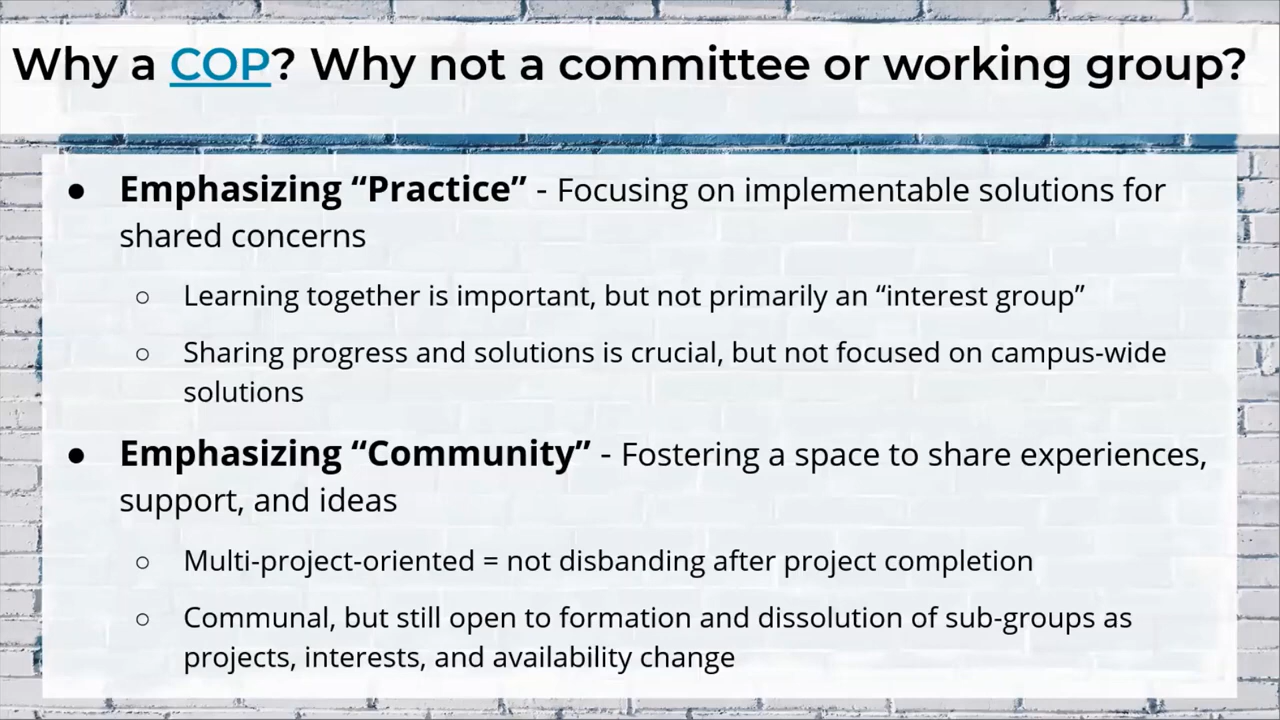 Why a COP? Why not a committee or working group?
● Emphasizing “Practice” - Focusing on implementable solutions for
shared concerns
○ Learning together is important, but not primarily an “interest group”
○ Sharing progress and solutions is crucial, but not focused on campus-wide
solutions
● Emphasizing “Community” - Fostering a space to share experiences,
support, and ideas
○ Multi-project-oriented = not disbanding after project completion
○ Communal, but still open to formation and dissolution of sub-groups as
projects, interests, and availability change